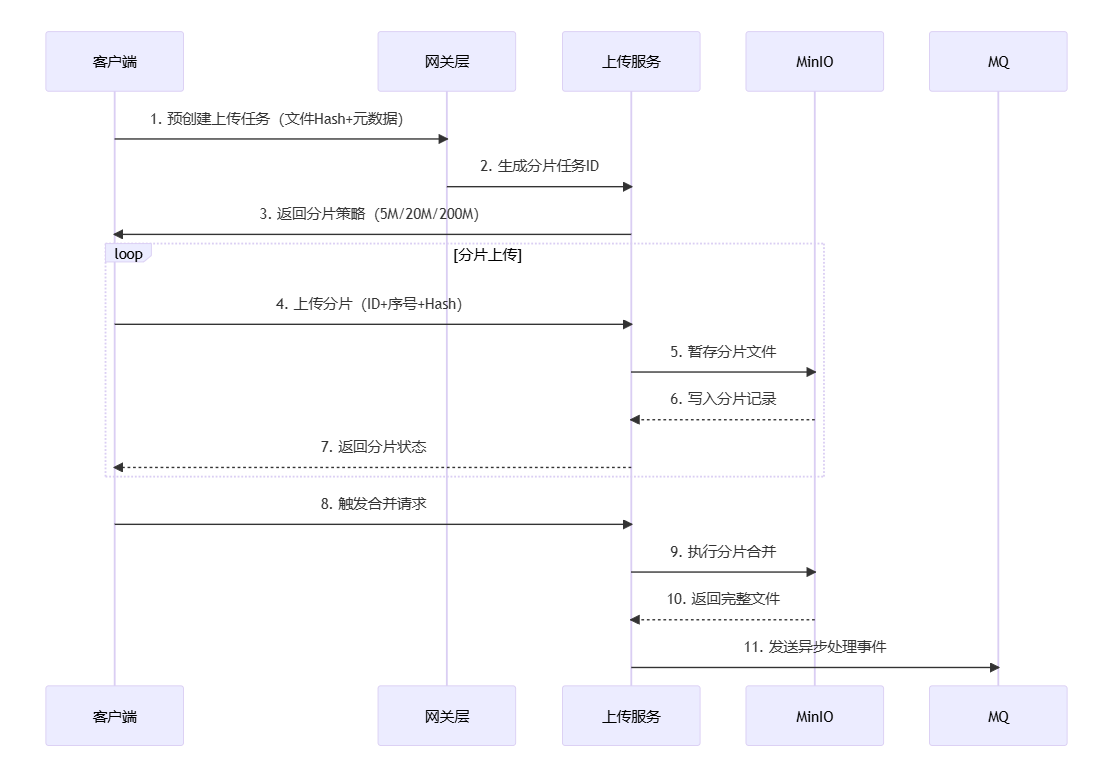 客户端
网关层
上传服务
MinIO
MQ
1. 预创建上传任务（文件Hash+元数据）
2. 生成分片任务ID
3. 返回分片策略（5M/20M/200M）
loop
[分片上传]
4. 上传分片（ID+序号+Hash）
5. 暂存分片文件
6. 写入分片记录
7. 返回分片状态
8. 触发合并请求
9. 执行分片合并
10. 返回完整文件
11. 发送异步处理事件
客户端
网关层
上传服务
MinIO
MQ